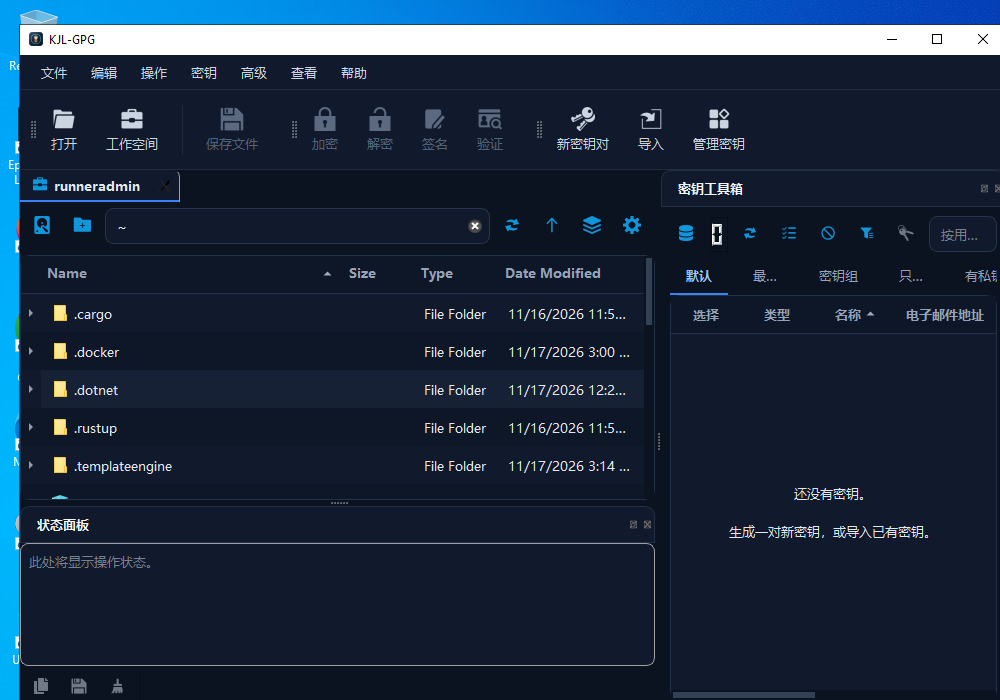 KJL-GPG
文件 编辑 操作 密钥 高级 查看 帮助
打开 工作空间 保存文件 加密 解密 签名 验证 新密钥对 导入 管理密钥
runneradmin
密钥工具箱
~
按用...
Name Size Type Date Modified
默认 最... 密钥组 只... 有私钥
选择 类型 名称 电子邮件地址
.cargo File Folder 11/16/2026 11:5...
.docker File Folder 11/17/2026 3:00 ...
.dotnet File Folder 11/17/2026 12:2...
.rustup File Folder 11/16/2026 11:5...
.templateengine File Folder 11/17/2026 3:14 ...
还没有密钥。
生成一对新密钥，或导入已有密钥。
状态面板
此处将显示操作状态。